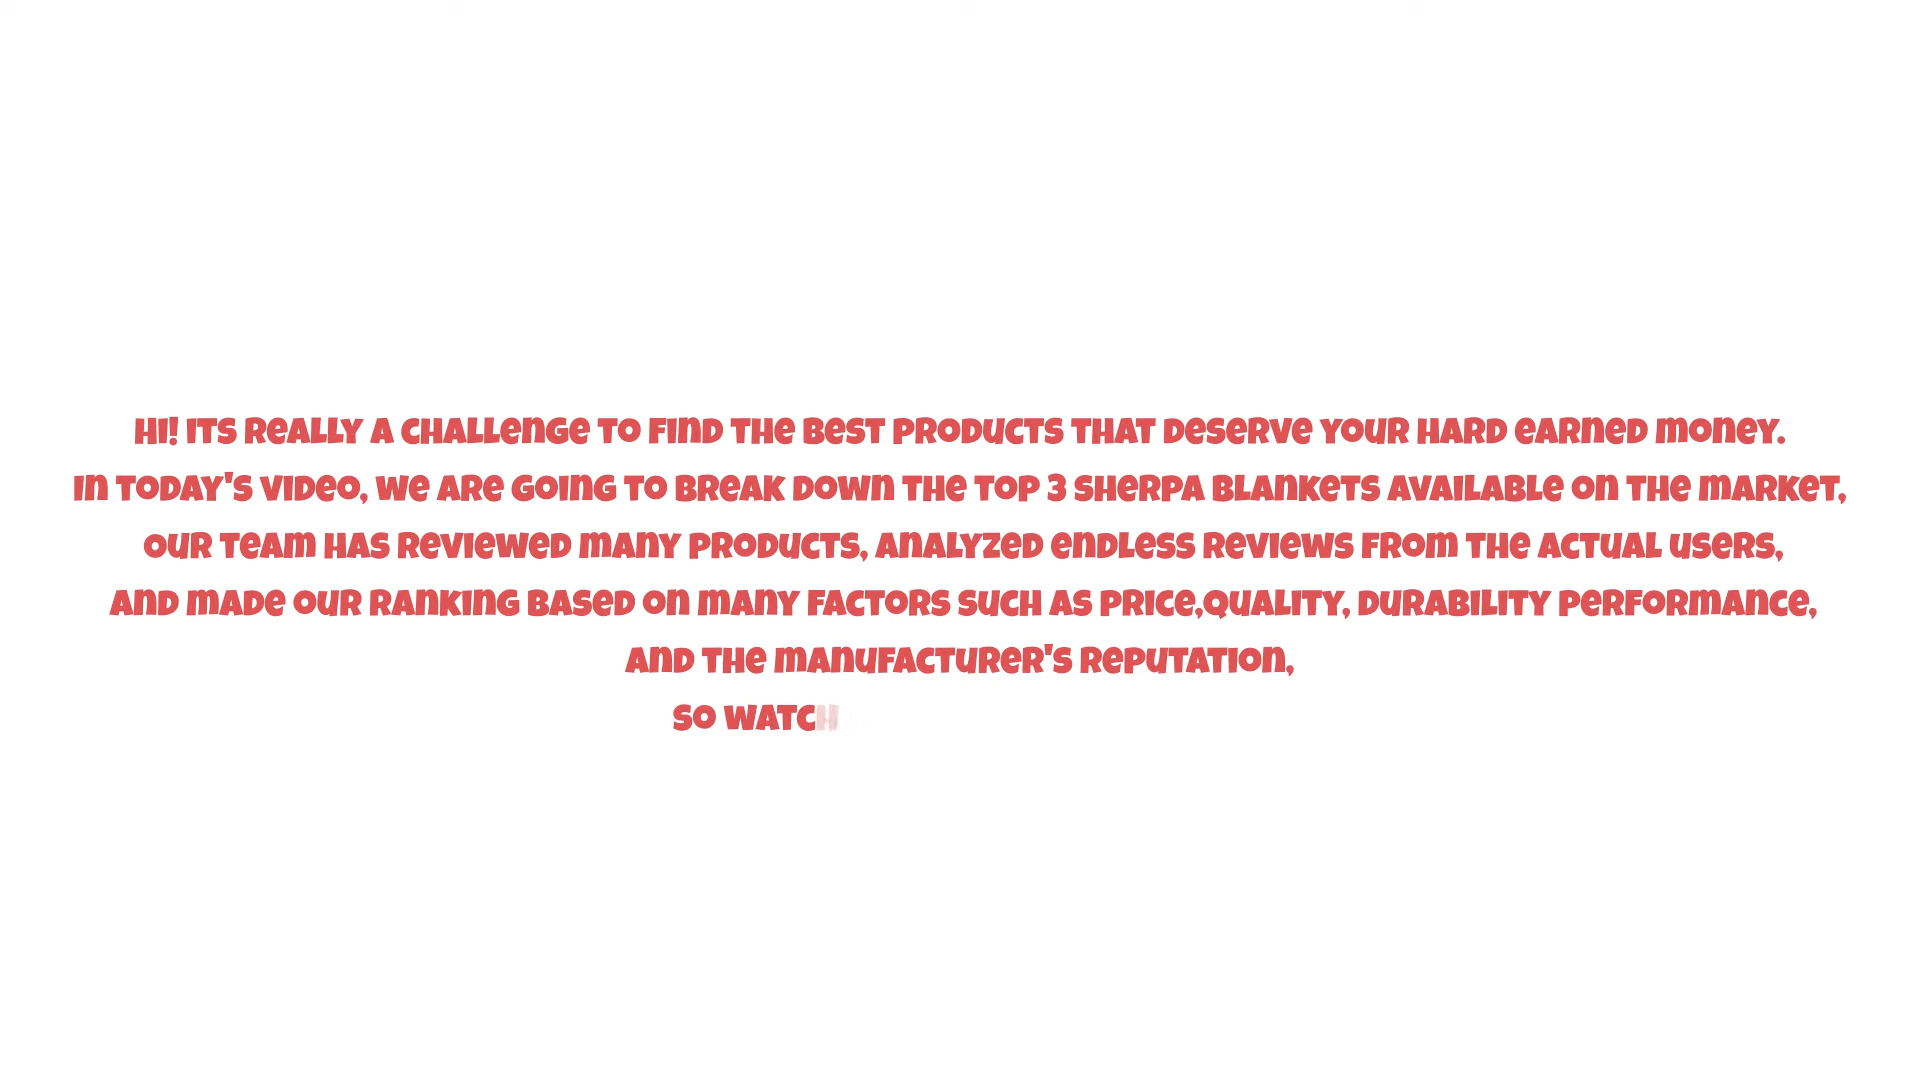 Hi! Its really a challenge to find the best products that deserve your hard earned money.
In today's video, we are going to break down the top 3 Sherpa Blankets available on the market,
our team has reviewed many products, analyzed endless reviews from the actual users,
and made our ranking based on many factors such as price,quality, durability performance,
and the manufacturer's reputation,
so watch